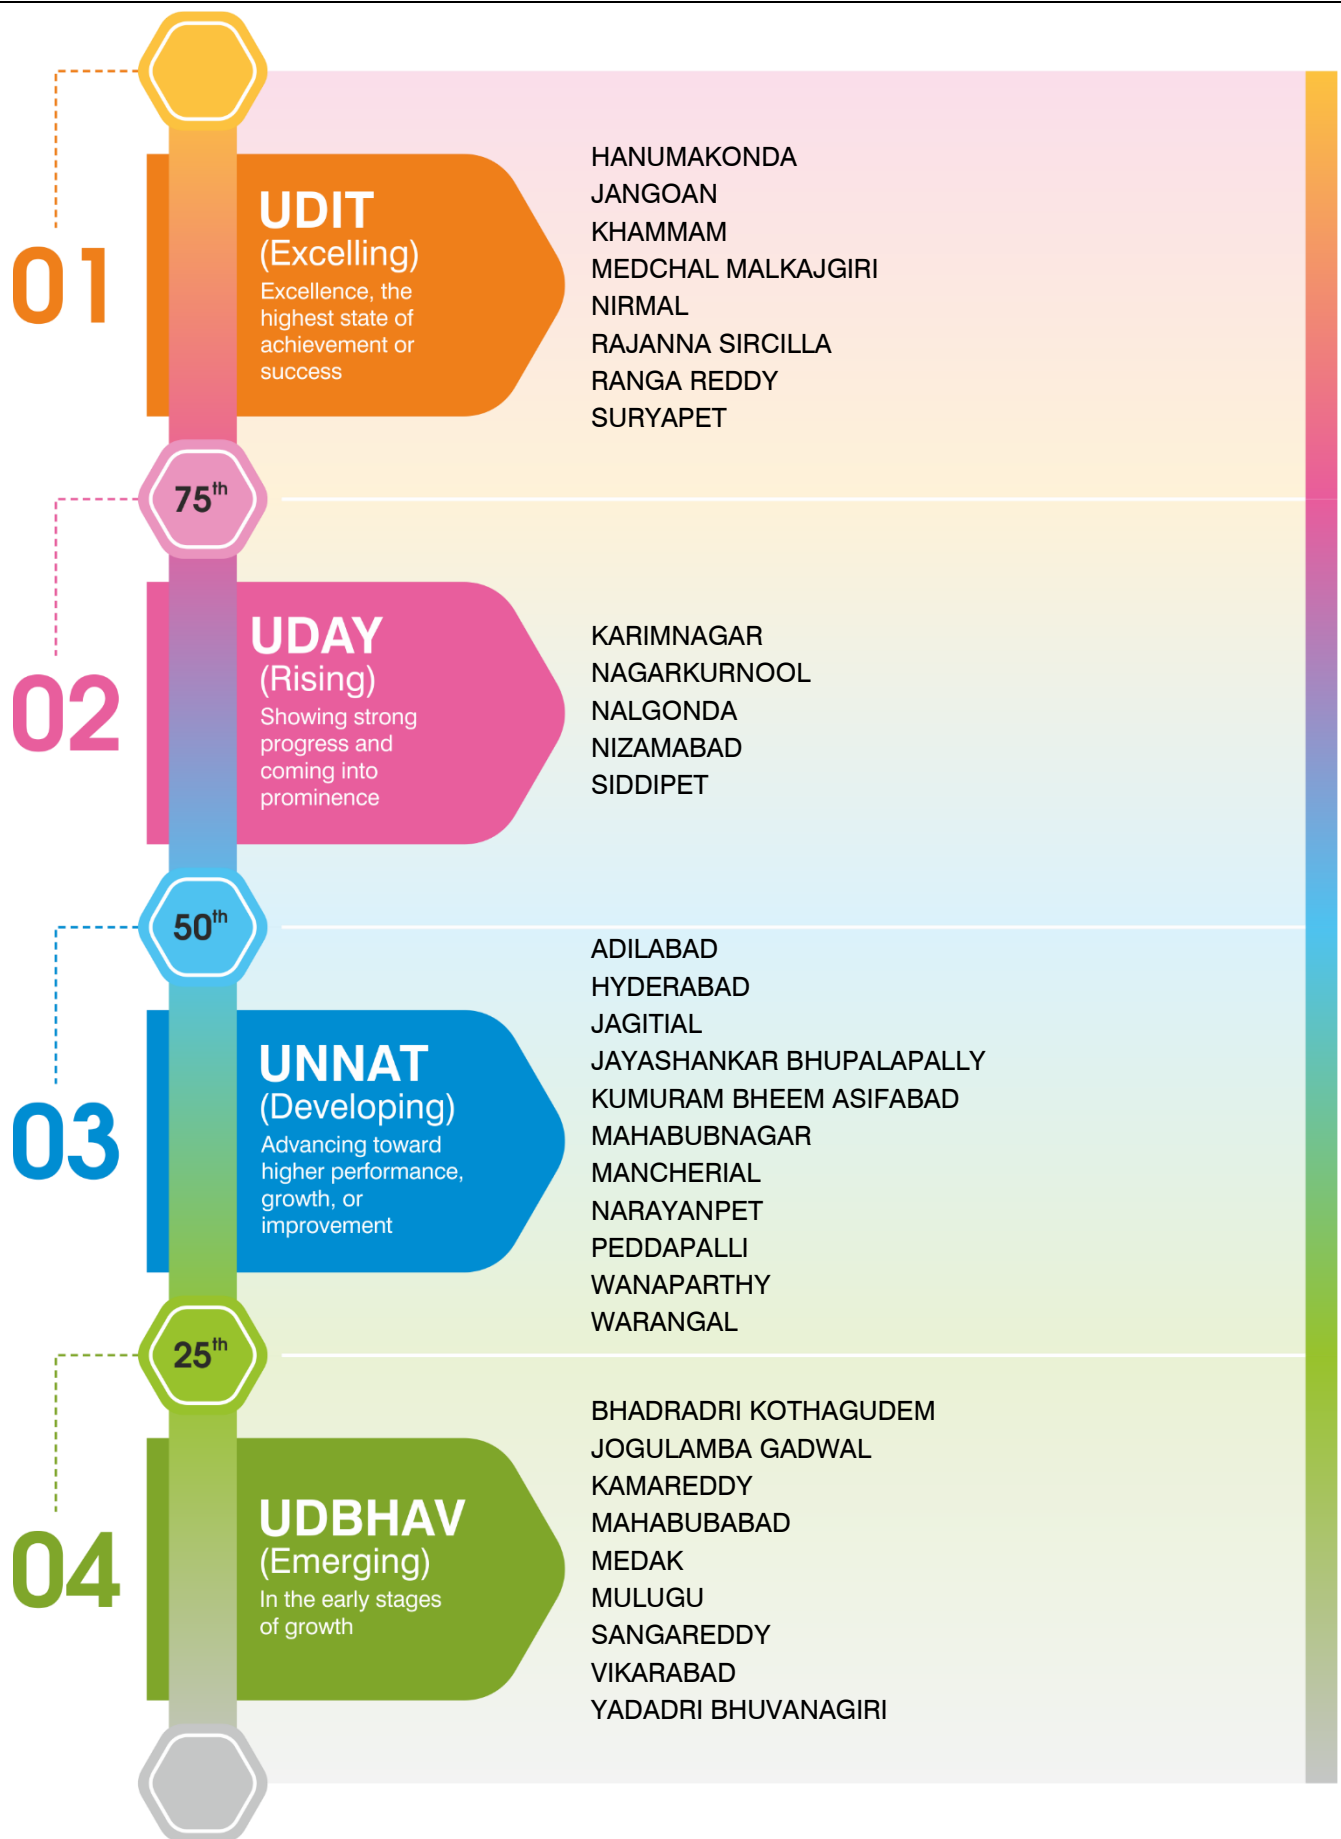 01
UDIT
(Excelling)
Excellence, the
highest state of
achievement or
success
HANUMAKONDA
JANGOAN
KHAMMAM
MEDCHAL MALKAJGIRI
NIRMAL
RAJANNA SIRCILLA
RANGA REDDY
SURYAPET
75th
02
UDAY
(Rising)
Showing strong
progress and
coming into
prominence
KARIMNAGAR
NAGARKURNOOL
NALGONDA
NIZAMABAD
SIDDIPET
50th
03
UNNAT
(Developing)
Advancing toward
higher performance,
growth, or
improvement
ADILABAD
HYDERABAD
JAGITIAL
JAYASHANKAR BHUPALAPALLY
KUMURAM BHEEM ASIFABAD
MAHABUBNAGAR
MANCHERIAL
NARAYANPET
PEDDAPALLI
WANAPARTHY
WARANGAL
25th
04
UDBHAV
(Emerging)
In the early stages
of growth
BHADRADRI KOTHAGUDEM
JOGULAMBA GADWAL
KAMAREDDY
MAHABUBABAD
MEDAK
MULUGU
SANGAREDDY
VIKARABAD
YADADRI BHUVANAGIRI